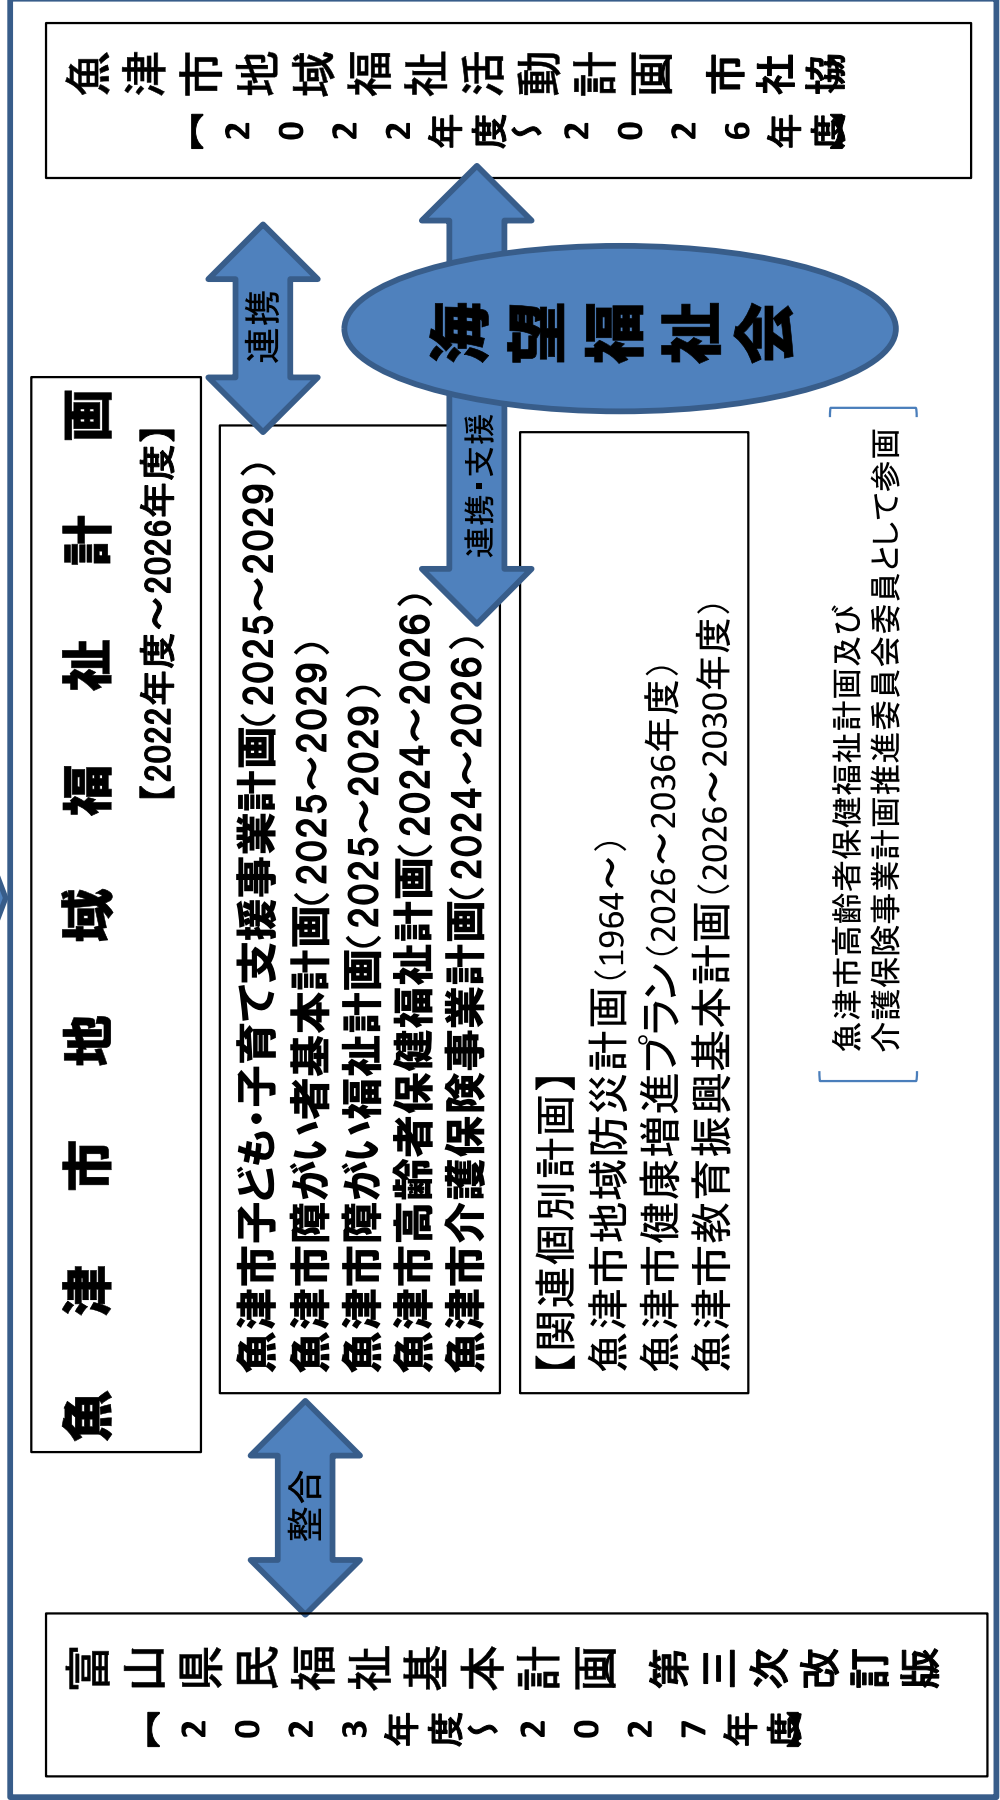 魚津市地域福祉計画
【2022年度～2026年度】
富山県民福祉基本計画 第三次改訂版
【2023年度～2027年度】
整合
魚津市子ども・子育て支援事業計画(2025～2029)
魚津市障がい者基本計画(2025～2029)
魚津市障がい福祉計画(2025～2029)
魚津市高齢者保健福祉計画(2024～2026)
魚津市介護保険事業計画(2024～2026)
連携
魚津市地域福祉活動計画 市社協
【2022年度～2026年度】
連携・支援
海望福祉会
【関連個別計画】
魚津市地域防災計画(1964～)
魚津市健康増進プラン(2026～2036年度)
魚津市教育振興基本計画(2026～2030年度)
魚津市高齢者保健福祉計画及び
介護保険事業計画推進委員会委員として参画